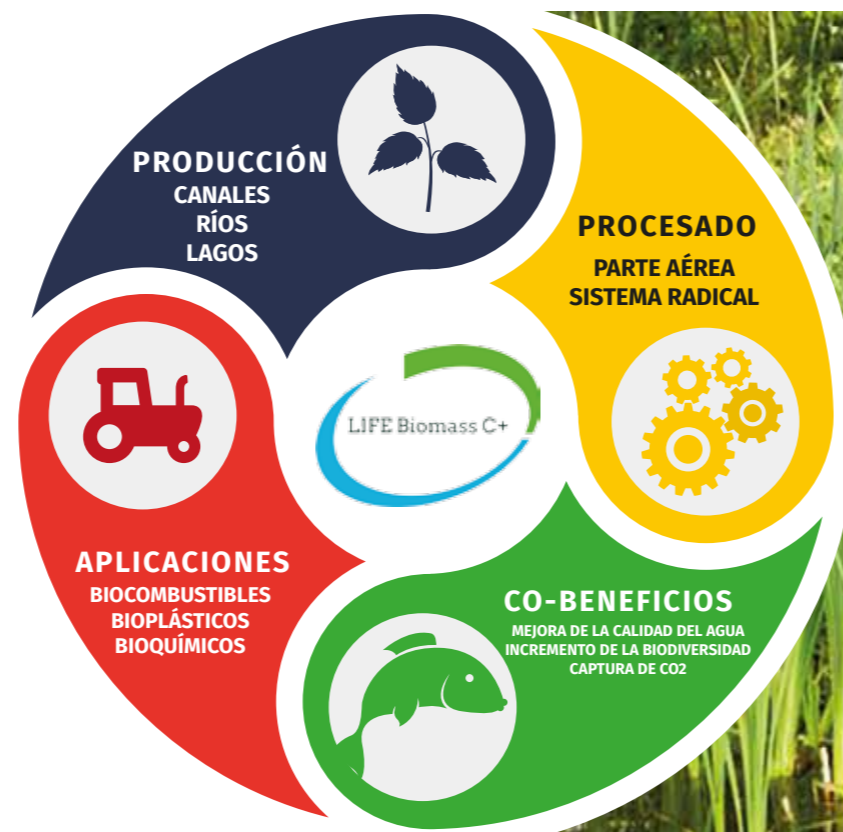 PRODUCCIÓN
CANALES
RÍOS
LAGOS
PROCESADO
PARTE AÉREA
SISTEMA RADICAL
LIFE Biomass C+
APLICACIONES
BIOCOMBUSTIBLES
BIOPLÁSTICOS
BIOQUÍMICOS
CO-BENEFICIOS
MEJORA DE LA CALIDAD DEL AGUA
INCREMENTO DE LA BIODIVERSIDAD
CAPTURA DE CO2